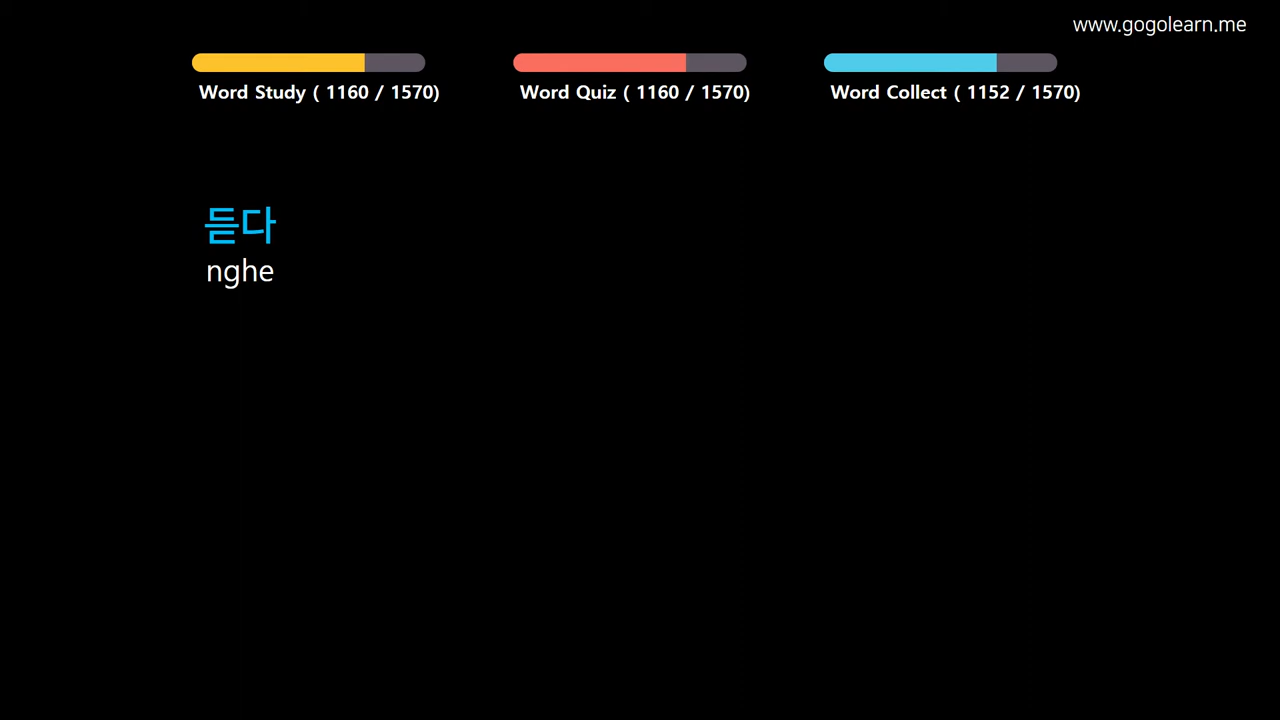 www.gogolearn.me
Word Study ( 1160 / 1570)
Word Quiz ( 1160 / 1570)
Word Collect ( 1152 / 1570)
듣다
nghe